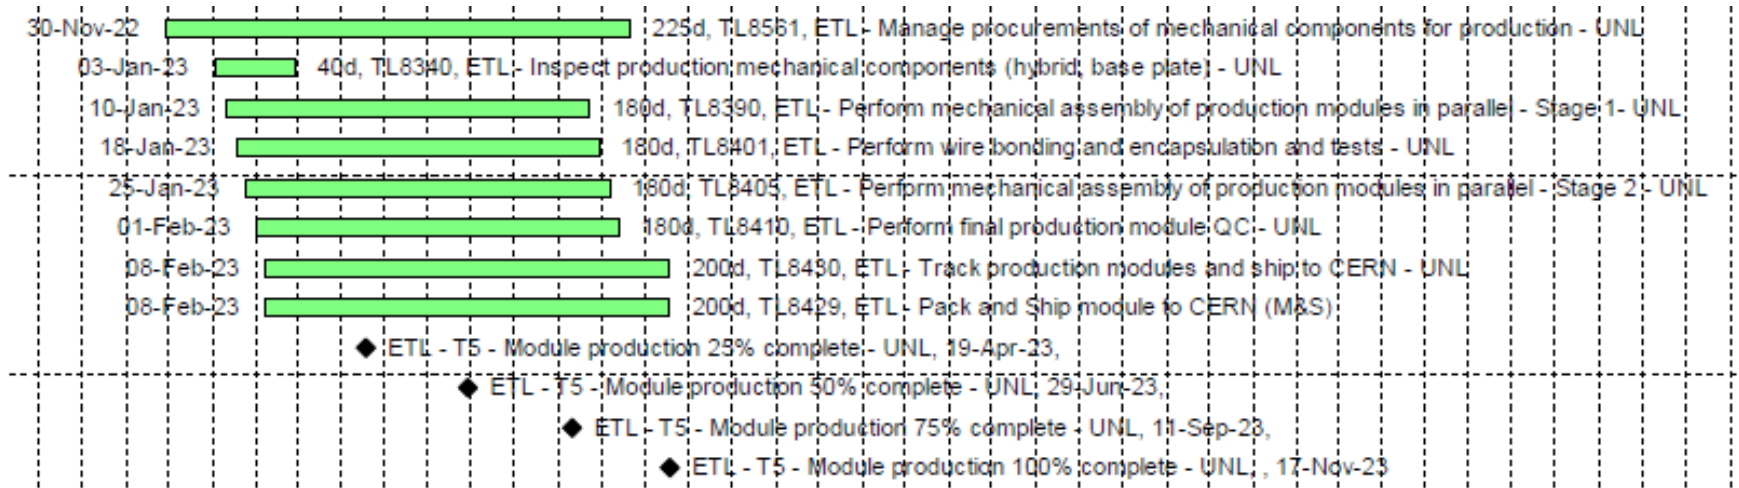 30-Nov-22 225d, TL8561, ETL - Manage procurements of mechanical components for production - UNL
03-Jan-23 40d, TL8340, ETL - Inspect production mechanical components (hybrid, base plate) - UNL
10-Jan-23 180d, TL8390, ETL - Perform mechanical assembly of production modules in parallel - Stage 1- UNL
18-Jan-23 180d, TL8401, ETL - Perform wire bonding and encapsulation and tests - UNL
25-Jan-23 180d, TL8405, ETL - Perform mechanical assembly of production modules in parallel - Stage 2 - UNL
01-Feb-23 180d, TL8410, ETL - Perform final production module QC - UNL
08-Feb-23 200d, TL8430, ETL - Track production modules and ship to CERN - UNL
08-Feb-23 200d, TL8429, ETL - Pack and Ship module to CERN (M&S)
ETL - T5 - Module production 25% complete - UNL, 19-Apr-23,
ETL - T5 - Module production 50% complete - UNL, 29-Jun-23,
ETL - T5 - Module production 75% complete - UNL, 11-Sep-23,
ETL - T5 - Module production 100% complete - UNL, , 17-Nov-23